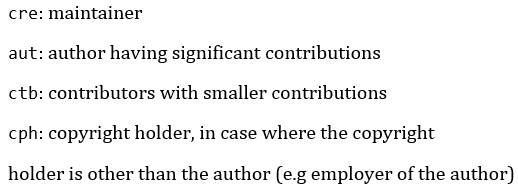 cre: maintainer
aut: author having significant contributions
ctb: contributors with smaller contributions
cph: copyright holder, in case where the copyright
holder is other than the author (e.g employer of the author)